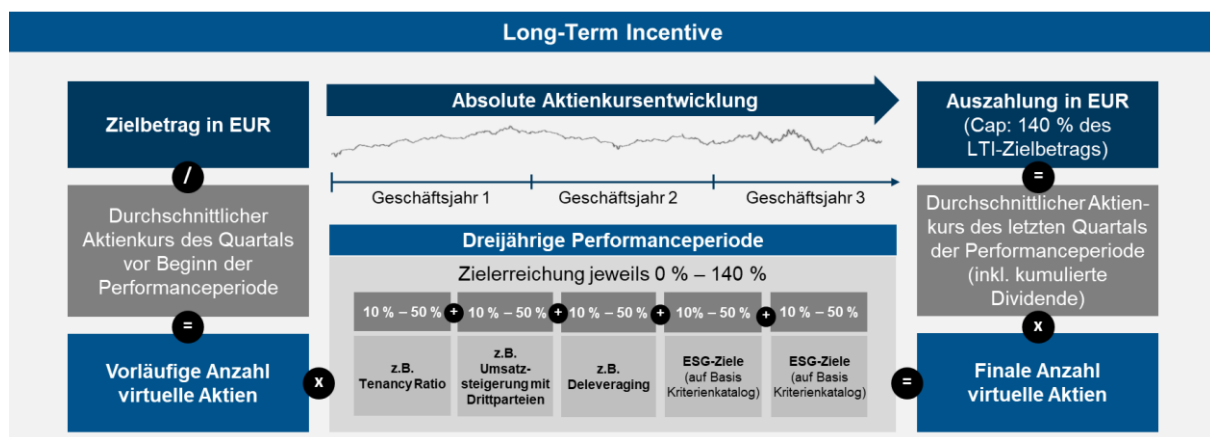 Long-Term Incentive
Zielbetrag in EUR
/
Durchschnittlicher
Aktienkurs des Quartals
vor Beginn der
Performanceperiode
=
Vorläufige Anzahl
virtuelle Aktien
x
Absolute Aktienkursentwicklung
Geschäftsjahr 1 Geschäftsjahr 2 Geschäftsjahr 3
Dreijährige Performanceperiode
Zielerreichung jeweils 0 % – 140 %
10 % – 50 % + 10 % – 50 % + 10 % – 50 % + 10% – 50 % + 10 % – 50 %
z.B.
Tenancy Ratio
z.B.
Umsatz-
steigerung mit
Drittparteien
z.B.
Deleveraging
ESG-Ziele
(auf Basis
Kriterienkatalog)
ESG-Ziele
(auf Basis
Kriterienkatalog)
=
Auszahlung in EUR
(Cap: 140 % des
LTI-Zielbetrags)
=
Durchschnittlicher Aktien-
kurs des letzten Quartals
der Performanceperiode
(inkl. kumulierte
Dividende)
x
Finale Anzahl
virtuelle Aktien